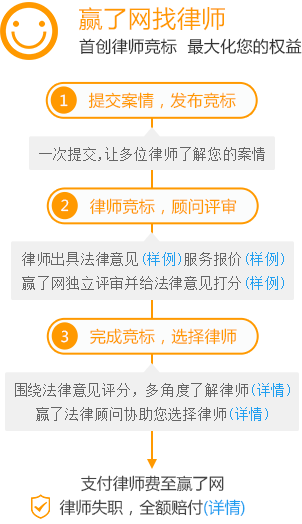 赢了网找律师
首创律师竞标 最大化您的权益
1 提交案情，发布竞标
一次提交,让多位律师了解您的案情
2 律师竞标，顾问评审
律师出具法律意见(样例)服务报价(样例)
赢了网独立评审并给法律意见打分(样例)
3 完成竞标，选择律师
围绕法律意见评分，多角度了解律师(详情)
赢了法律顾问协助您选择律师(详情)
支付律师费至赢了网
律师失职，全额赔付(详情)